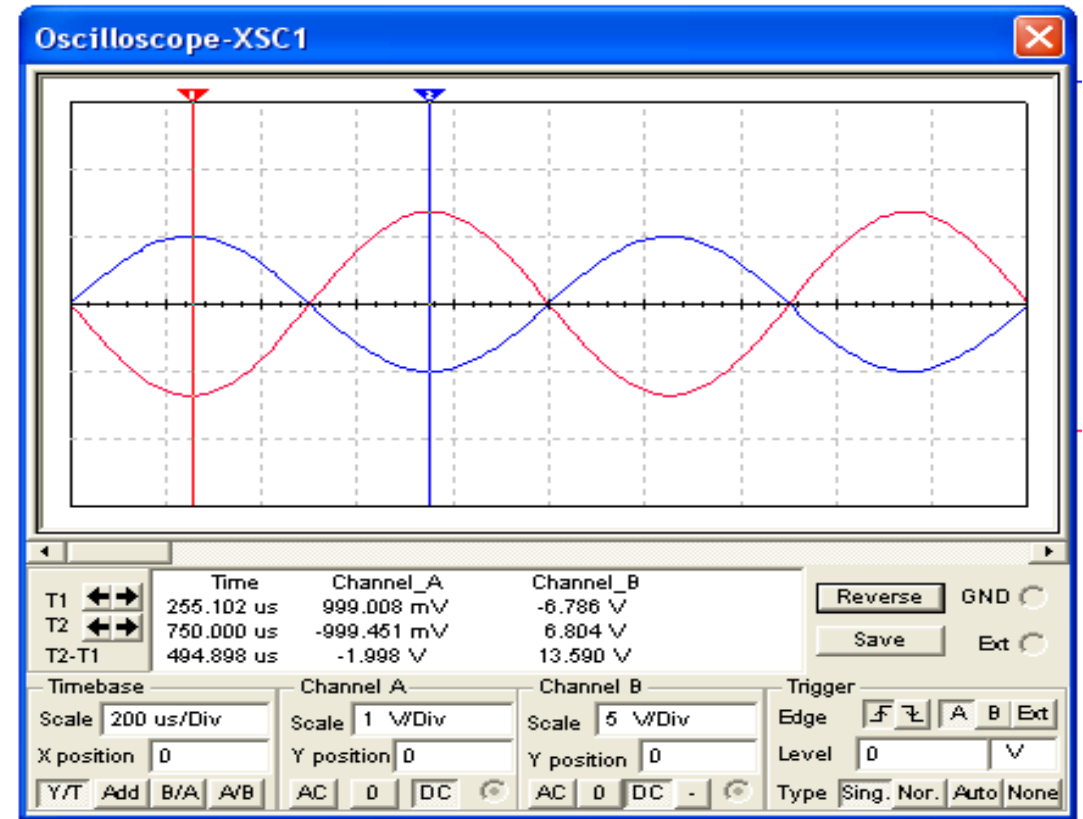 Oscilloscope-XSC1
1 2
Time Channel_A Channel_B
T1 255.102 us 999.008 mV -6.786 V
T2 750.000 us -999.451 mV 6.804 V
T2-T1 494.898 us -1.998 V 13.590 V
Reverse GND
Save Ext
Timebase Channel A Channel B Trigger
Scale 200 us/Div Scale 1 V/Div Scale 5 V/Div Edge A B Ext
X position 0 Y position 0 Y position 0 Level 0 V
Y/T Add B/A A/B AC 0 DC AC 0 DC - Type Sing. Nor. Auto None